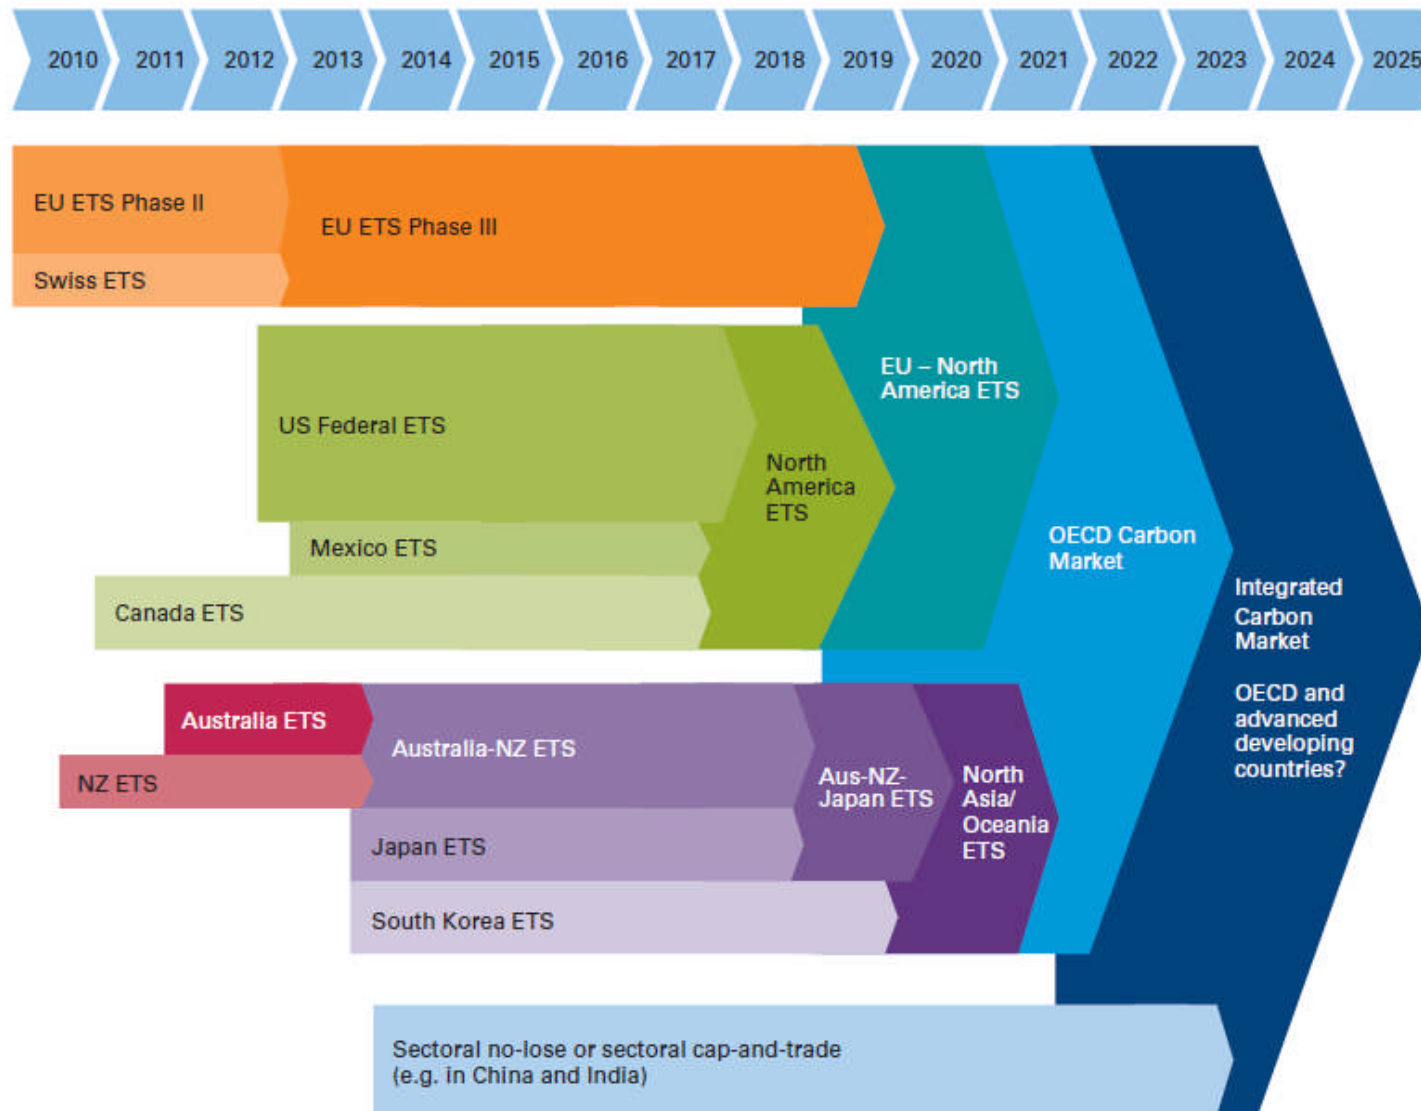 2010 2011 2012 2013 2014 2015 2016 2017 2018 2019 2020 2021 2022 2023 2024 2025
EU ETS Phase II
EU ETS Phase III
Swiss ETS
US Federal ETS
Mexico ETS
Canada ETS
North
America
ETS
EU – North
America ETS
Australia ETS
NZ ETS
Australia-NZ ETS
Japan ETS
South Korea ETS
Aus-NZ-
Japan ETS
North
Asia/
Oceania
ETS
OECD Carbon
Market
Integrated
Carbon
Market
OECD and
advanced
developing
countries?
Sectoral no-lose or sectoral cap-and-trade
(e.g. in China and India)